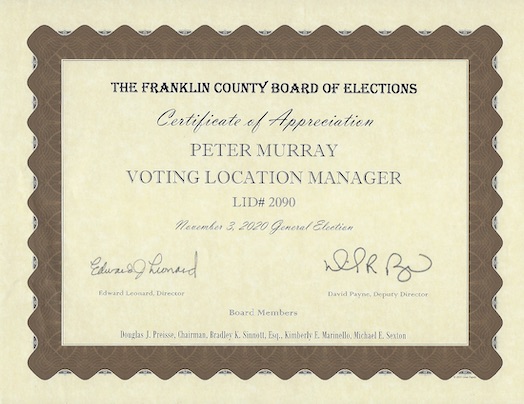 THE FRANKLIN COUNTY BOARD OF ELECTIONS
Certificate of Appreciation
PETER MURRAY
VOTING LOCATION MANAGER
LID# 2090
November 3, 2020 General Election
Edward J Leonard
Edward Leonard, Director
David Payne, Deputy Director
Board Members
Douglas J. Preisse, Chairman, Bradley K. Sinnott, Esq., Kimberly E. Marinello, Michael E. Sexton